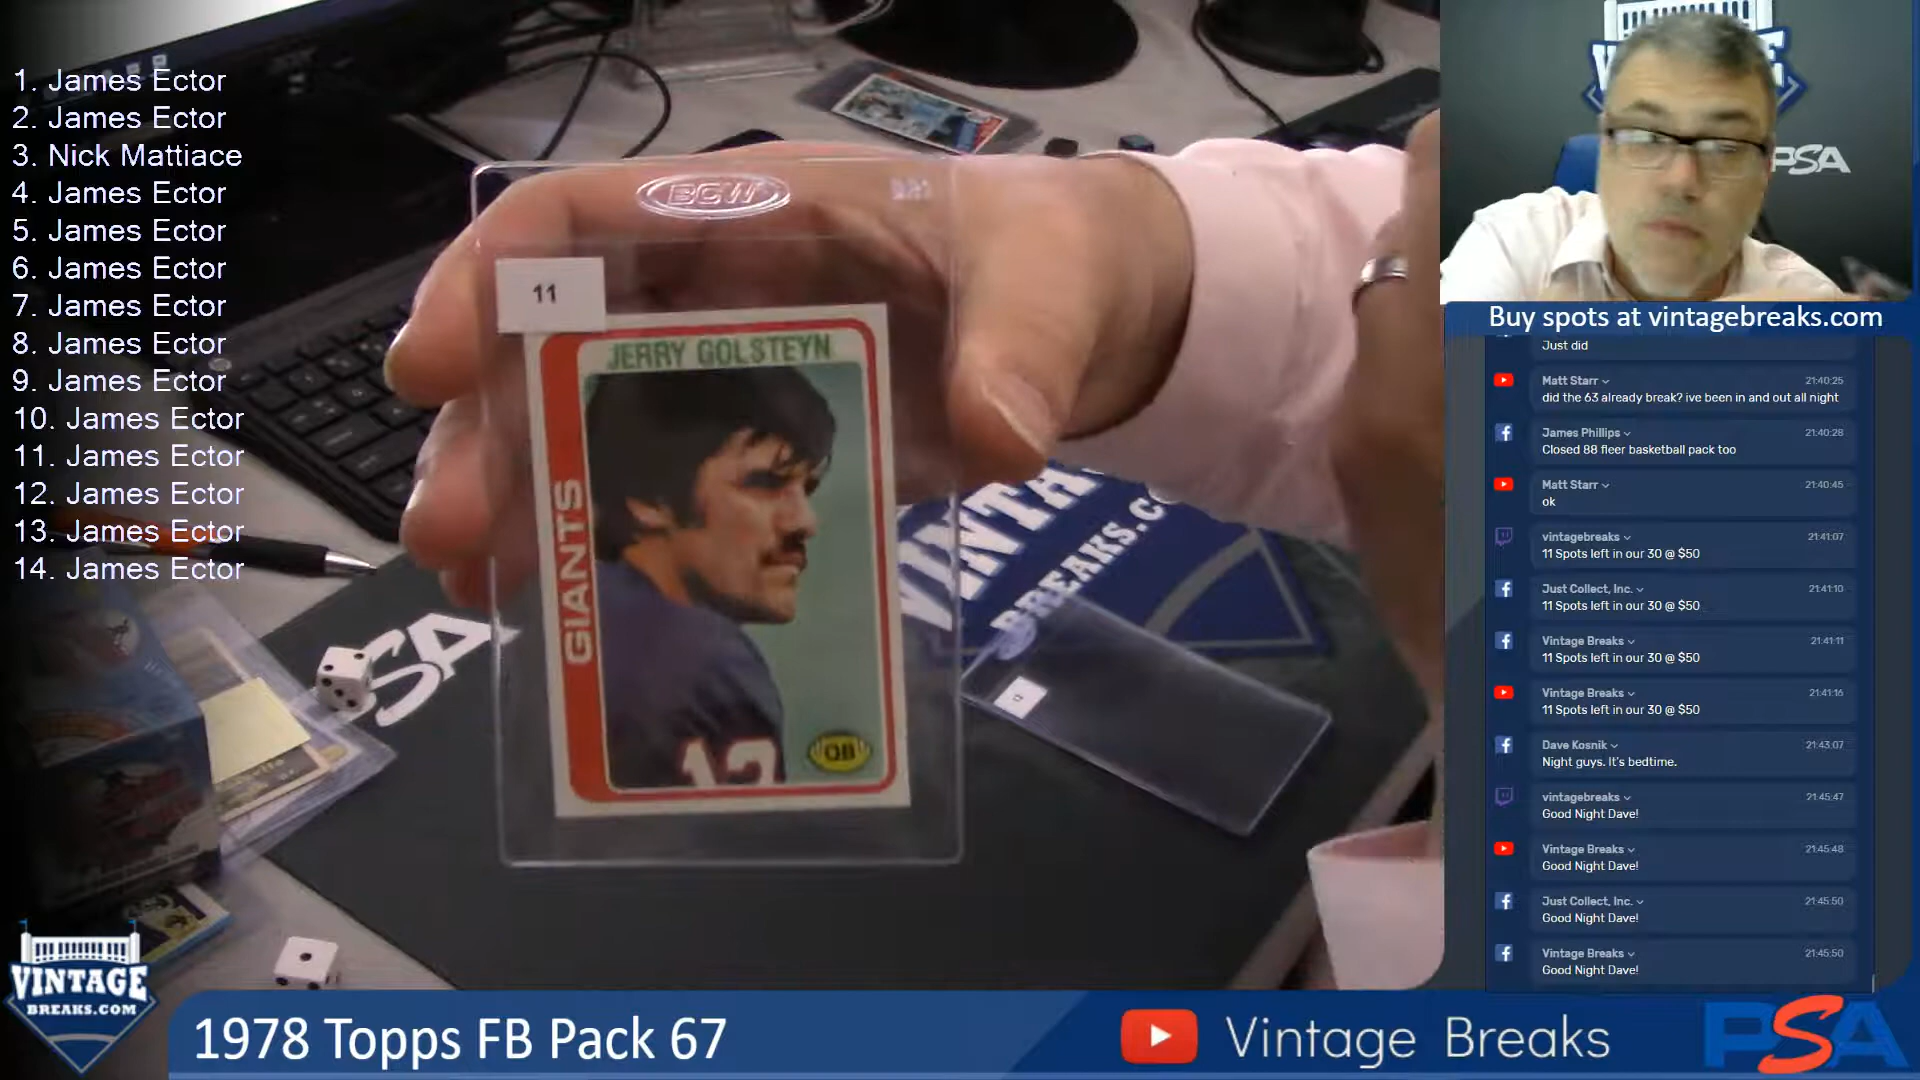 1. James Ector
2. James Ector
3. Nick Mattiace
4. James Ector
5. James Ector
6. James Ector
7. James Ector
8. James Ector
9. James Ector
10. James Ector
11. James Ector
12. James Ector
13. James Ector
14. James Ector
BCW
11
JERRY GOLSTEYN
GIANTS
12
QB
PSA
VINTA
BREAKS.C
PSA
Buy spots at vintagebreaks.com
Just did
Matt Starr 21:40:25
did the 63 already break? ive been in and out all night
James Phillips 21:40:28
Closed 88 fleer basketball pack too
Matt Starr 21:40:45
ok
vintagebreaks 21:41:07
11 Spots left in our 30 @ $50
Just Collect, Inc. 21:41:10
11 Spots left in our 30 @ $50
Vintage Breaks 21:41:11
11 Spots left in our 30 @ $50
Vintage Breaks 21:41:16
11 Spots left in our 30 @ $50
Dave Kosnik 21:43:07
Night guys. It's bedtime.
vintagebreaks 21:45:47
Good Night Dave!
Vintage Breaks 21:45:48
Good Night Dave!
Just Collect, Inc. 21:45:50
Good Night Dave!
Vintage Breaks 21:45:50
Good Night Dave!
VINTAGE
BREAKS.COM
1978 Topps FB Pack 67
Vintage Breaks
PSA